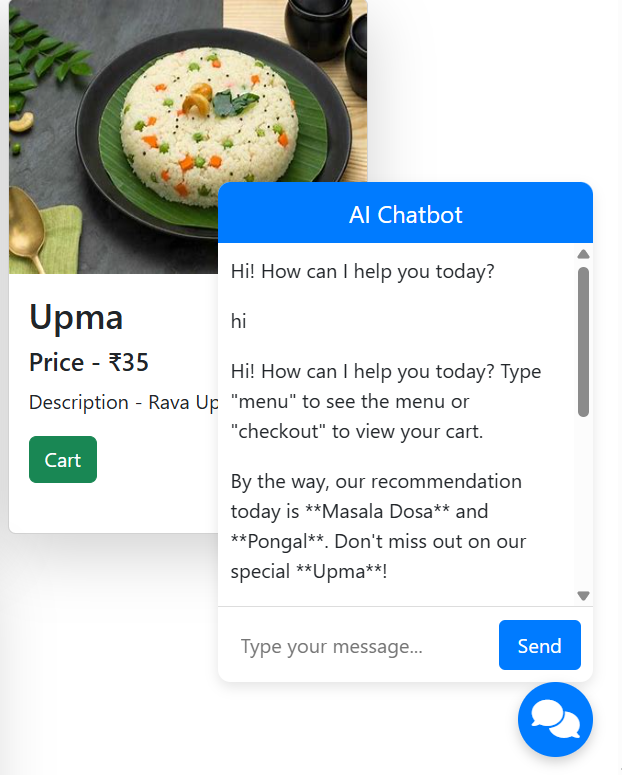 Upma
Price - ₹35
Description - Rava Up
Cart
AI Chatbot
Hi! How can I help you today?
hi
Hi! How can I help you today? Type
"menu" to see the menu or
"checkout" to view your cart.
By the way, our recommendation
today is **Masala Dosa** and
**Pongal**. Don't miss out on our
special **Upma**!
Type your message...
Send